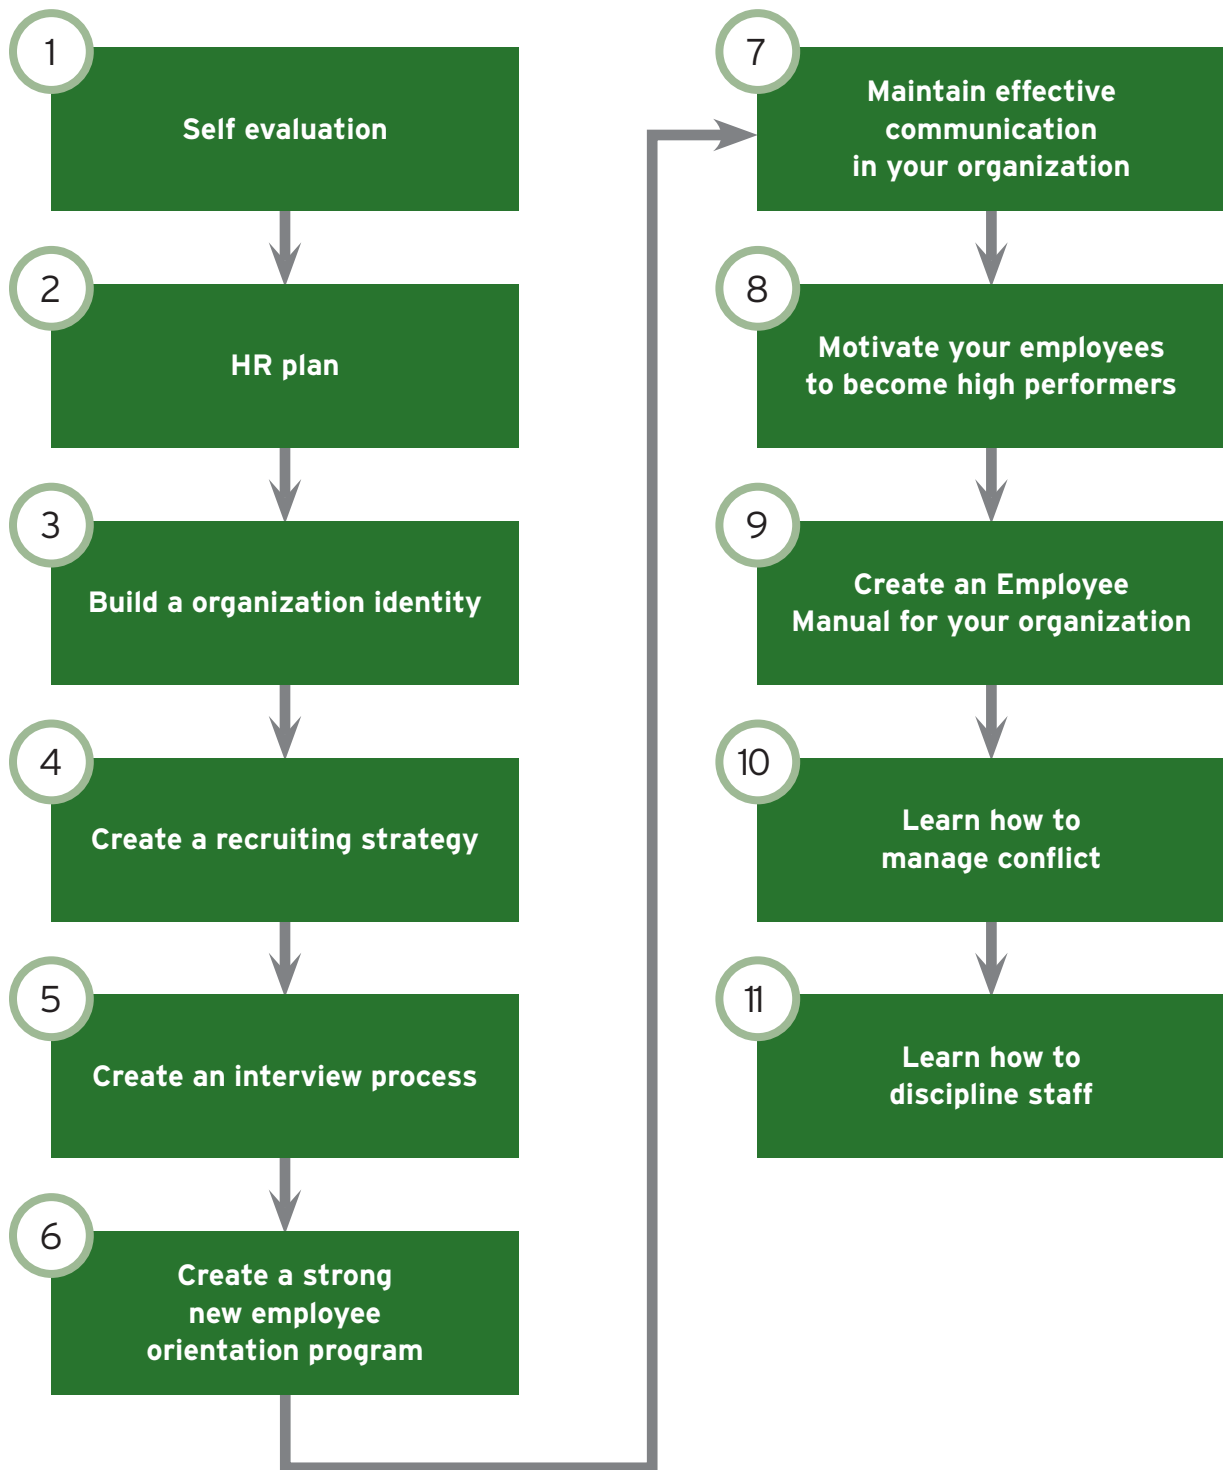 1
Self evaluation
2
HR plan
3
Build a organization identity
4
Create a recruiting strategy
5
Create an interview process
6
Create a strong
new employee
orientation program
7
Maintain effective
communication
in your organization
8
Motivate your employees
to become high performers
9
Create an Employee
Manual for your organization
10
Learn how to
manage conflict
11
Learn how to
discipline staff